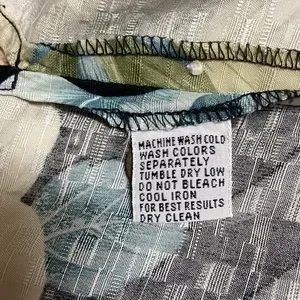 MACHINE WASH COLD
WASH COLORS
SEPARATELY
TUMBLE DRY LOW
DO NOT BLEACH
COOL IRON
FOR BEST RESULTS
DRY CLEAN